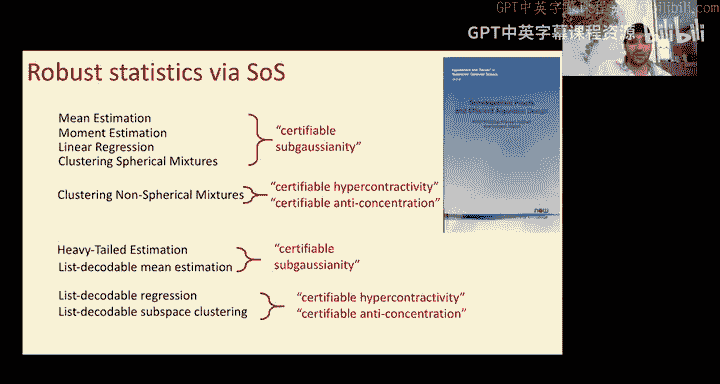 GPT中英字幕课程资源
bilibili
Robust statistics via SoS
Mean Estimation
Moment Estimation
Linear Regression
Clustering Spherical Mixtures
"certifiable
subgaussianity"
Clustering Non-Spherical Mixtures
"certifiable hypercontractivity"
"certifiable anti-concentration"
Heavy-Tailed Estimation
List-decodable mean estimation
"certifiable
subgaussianity"
List-decodable regression
List-decodable subspace clustering
"certifiable hypercontractivity"
"certifiable anti-concentration"
now